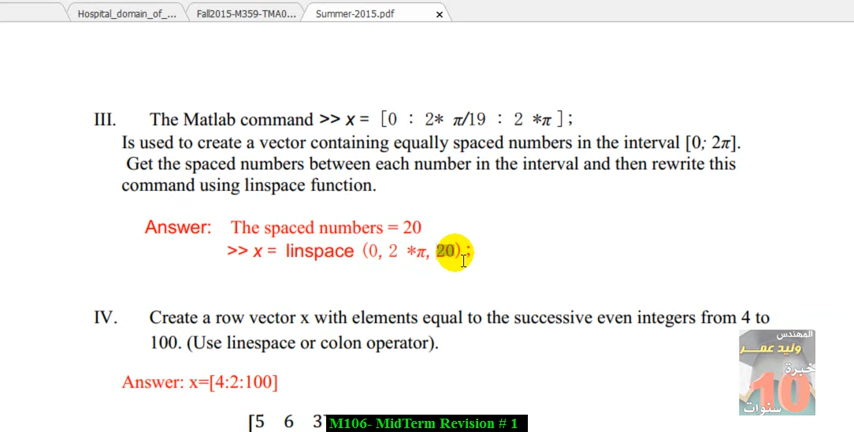 Hospital_domain_of_...
Fall2015-M359-TMA0...
Summer-2015.pdf
×
III. The Matlab command >> x = [0 : 2* π/19 : 2 *π ];
Is used to create a vector containing equally spaced numbers in the interval [0; 2π].
Get the spaced numbers between each number in the interval and then rewrite this
command using linspace function.
Answer: The spaced numbers = 20
>> x = linspace (0, 2 *π, 20);
IV. Create a row vector x with elements equal to the successive even integers from 4 to
100. (Use linespace or colon operator).
Answer: x=[4:2:100]
[5 6 3
M106- MidTerm Revision # 1
المهندس
وليد عمر
خبرة
10
سنوات